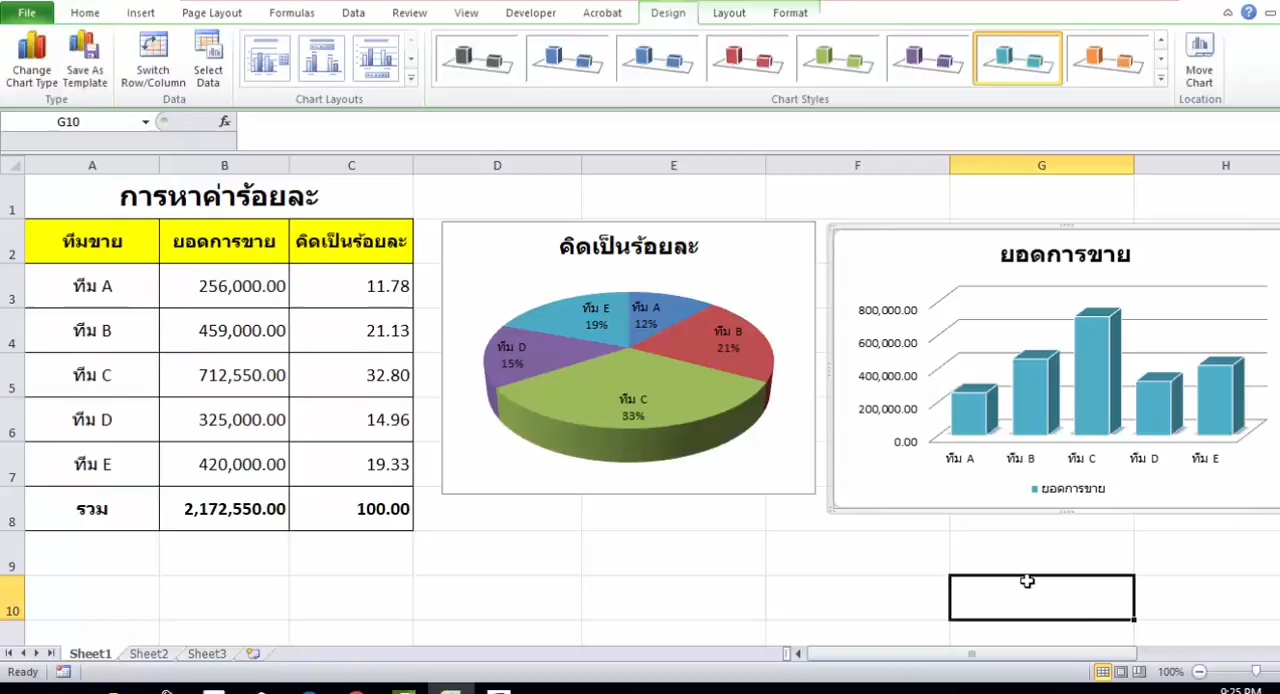 File Home Insert Page Layout Formulas Data Review View Developer Acrobat Design Layout Format
Change Chart Type
Save As Template
Switch Row/Column
Select Data
Move Chart
Type Data Chart Layouts Chart Styles Location
G10 fx
A B C D E F G H
1 การหาค่าร้อยละ
2 ทีมขาย ยอดการขาย คิดเป็นร้อยละ
3 ทีม A 256,000.00 11.78
4 ทีม B 459,000.00 21.13
5 ทีม C 712,550.00 32.80
6 ทีม D 325,000.00 14.96
7 ทีม E 420,000.00 19.33
8 รวม 2,172,550.00 100.00
9
10
คิดเป็นร้อยละ
ทีม E 19%
ทีม A 12%
ทีม B 21%
ทีม D 15%
ทีม C 33%
ยอดการขาย
800,000.00
600,000.00
400,000.00
200,000.00
0.00
ทีม A ทีม B ทีม C ทีม D ทีม E
ยอดการขาย
Sheet1 Sheet2 Sheet3
Ready 100%
9:25 PM